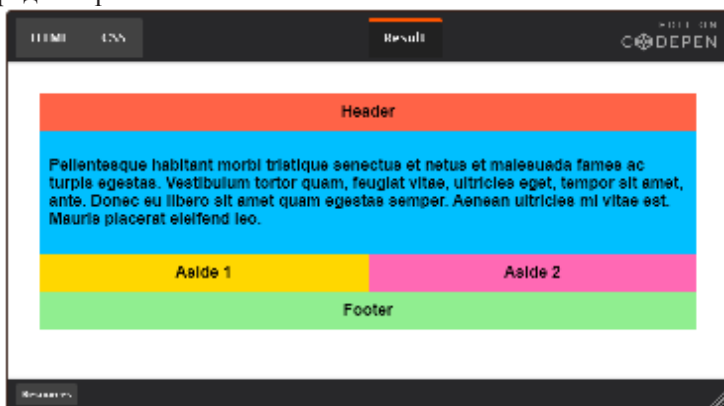 HTML CSS Result EDIT ON
CODEPEN
Header
Pellentesque habitant morbi tristique senectus et netus et malesuada fames ac
turpis egestas. Vestibulum tortor quam, feugiat vitae, ultricies eget, tempor sit amet,
ante. Donec eu libero sit amet quam egestas semper. Aenean ultricies mi vitae est.
Mauris placerat eleifend leo.
Aside 1 Aside 2
Footer
Resources